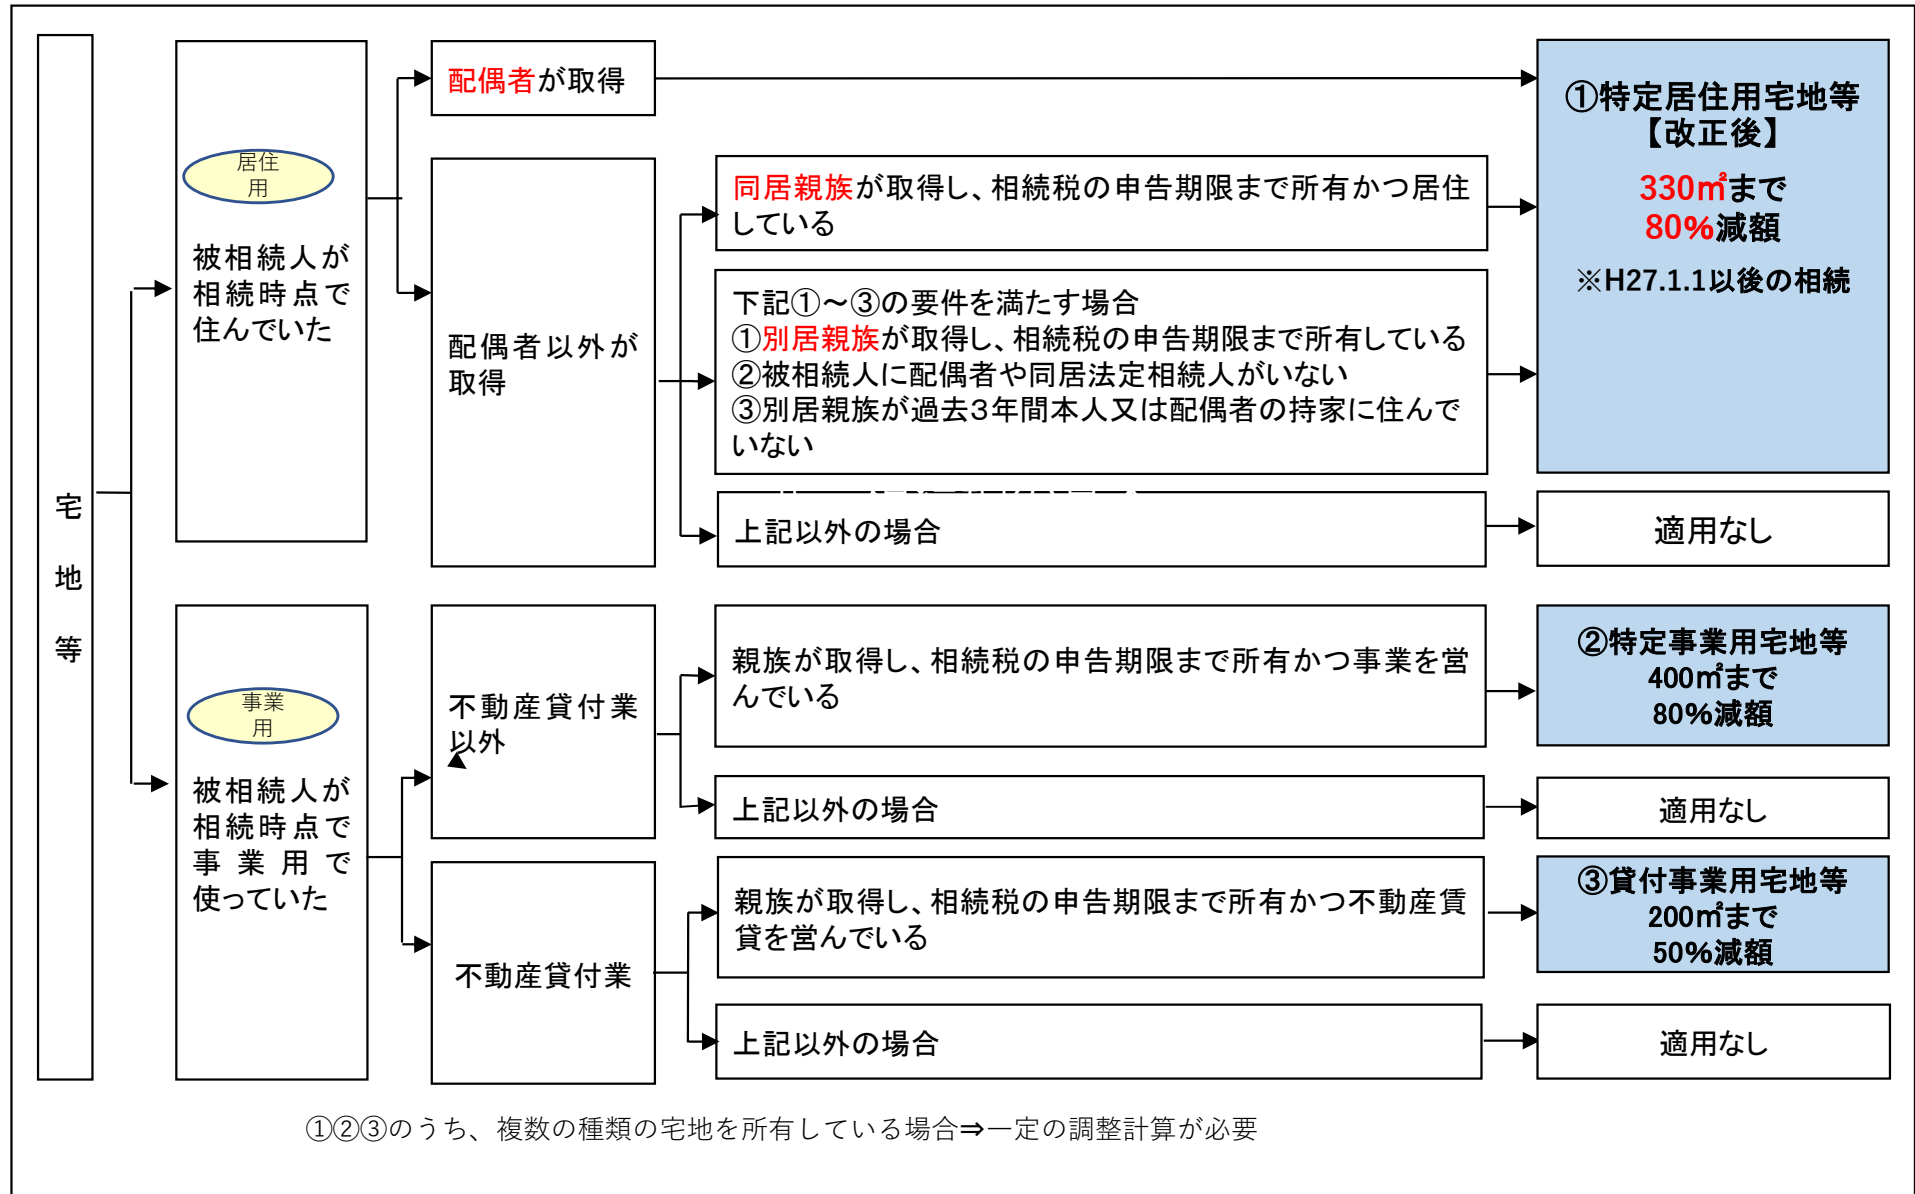 宅地等
居住
用
被相続人が
相続時点で
住んでいた
配偶者が取得
配偶者以外が
取得
同居親族が取得し、相続税の申告期限まで所有かつ居住
している
下記①～③の要件を満たす場合
①別居親族が取得し、相続税の申告期限まで所有している
②被相続人に配偶者や同居法定相続人がいない
③別居親族が過去3年間本人又は配偶者の持家に住んで
いない
上記以外の場合
①特定居住用宅地等
【改正後】
330㎡まで
80%減額
※H27.1.1以後の相続
適用なし
事業
用
被相続人が
相続時点で
事業用で
使っていた
不動産貸付業
以外
親族が取得し、相続税の申告期限まで所有かつ事業を営
んでいる
②特定事業用宅地等
400㎡まで
80%減額
上記以外の場合
適用なし
不動産貸付業
親族が取得し、相続税の申告期限まで所有かつ不動産賃
貸を営んでいる
③貸付事業用宅地等
200㎡まで
50%減額
上記以外の場合
適用なし
①②③のうち、複数の種類の宅地を所有している場合⇒一定の調整計算が必要